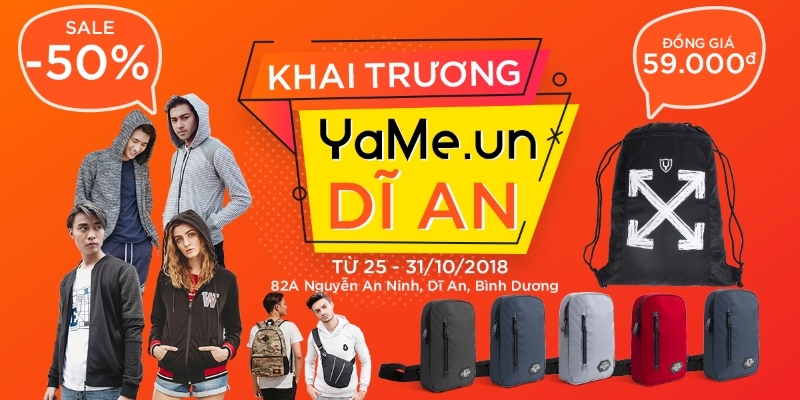 SALE
-50%
KHAI TRƯƠNG
YaMe.un
DĨ AN
TỪ 25 - 31/10/2018
82A Nguyễn An Ninh, Dĩ An, Bình Dương
ĐỒNG GIÁ
59.000đ
W
Y